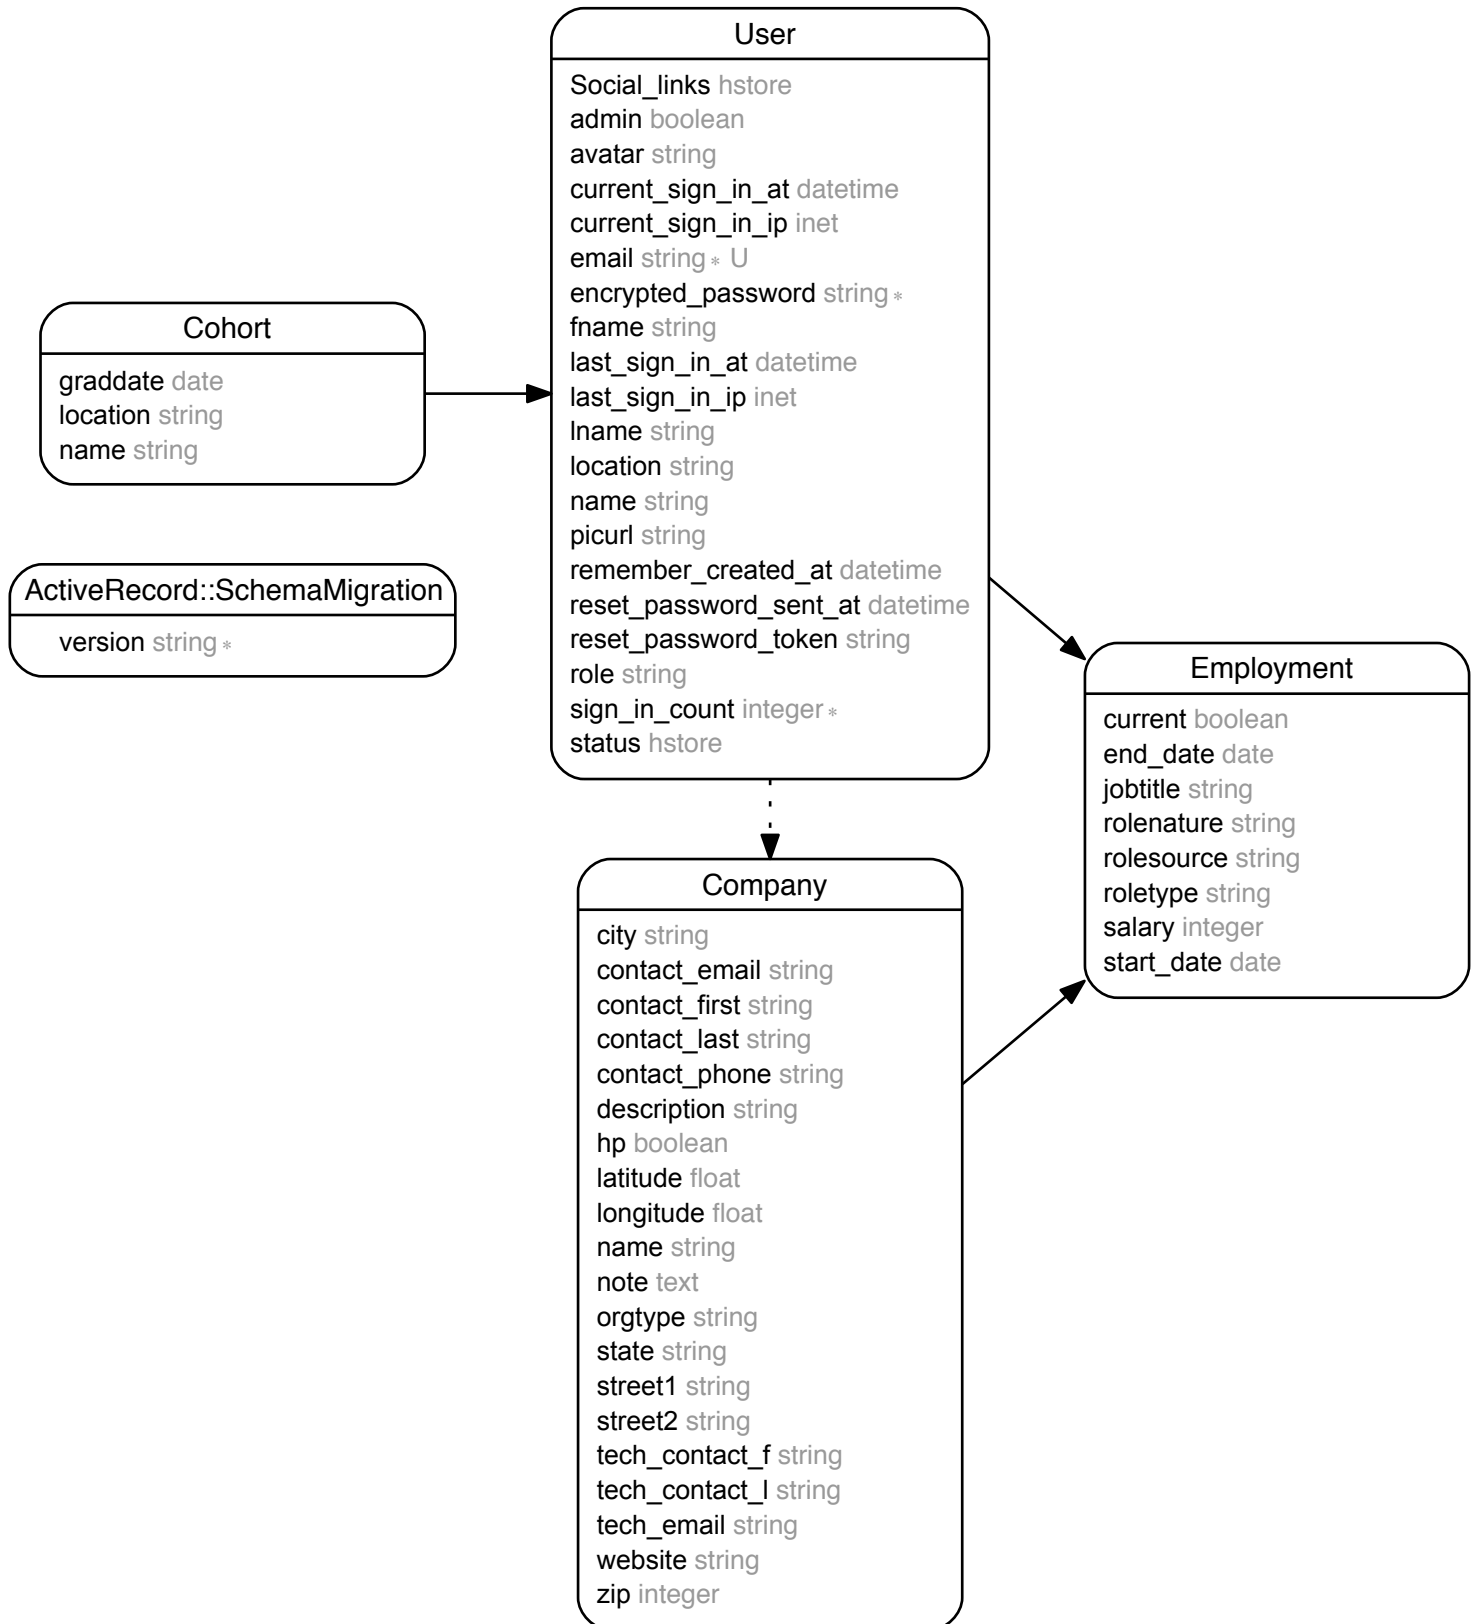 User
Social_links hstore
admin boolean
avatar string
current_sign_in_at datetime
current_sign_in_ip inet
email string * U
encrypted_password string *
fname string
last_sign_in_at datetime
last_sign_in_ip inet
lname string
location string
name string
picurl string
remember_created_at datetime
reset_password_sent_at datetime
reset_password_token string
role string
sign_in_count integer *
status hstore
Cohort
graddate date
location string
name string
ActiveRecord::SchemaMigration
version string *
Employment
current boolean
end_date date
jobtitle string
rolenature string
rolesource string
roletype string
salary integer
start_date date
Company
city string
contact_email string
contact_first string
contact_last string
contact_phone string
description string
hp boolean
latitude float
longitude float
name string
note text
orgtype string
state string
street1 string
street2 string
tech_contact_f string
tech_contact_l string
tech_email string
website string
zip integer